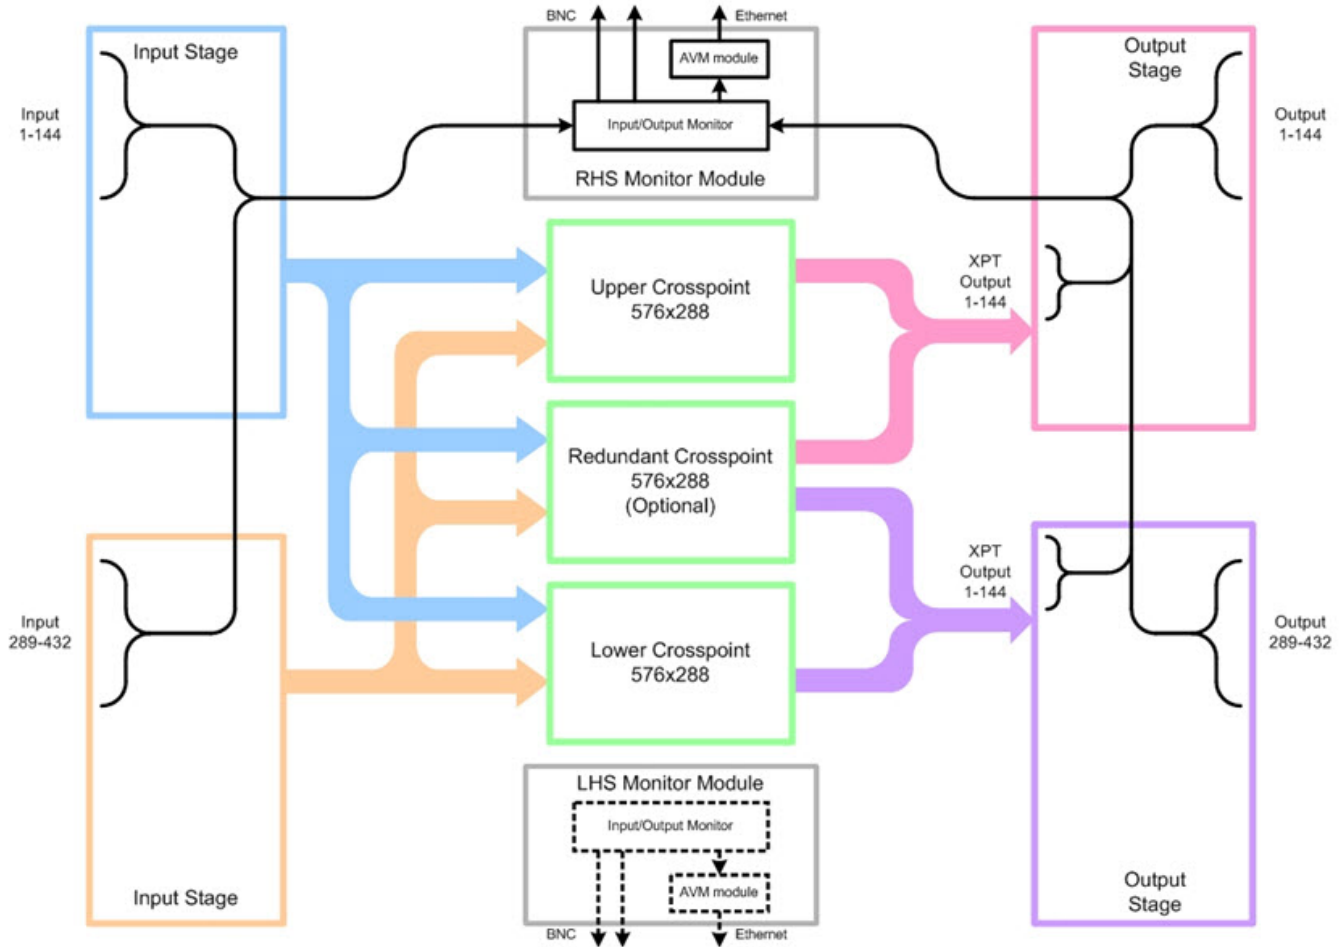 BNC
Ethernet
Input Stage
AVM module
Output
Stage
Input
1-144
Input/Output Monitor
Output
1-144
RHS Monitor Module
Upper Crosspoint
576x288
XPT
Output
1-144
Redundant Crosspoint
576x288
(Optional)
XPT
Output
1-144
Input
289-432
Lower Crosspoint
576x288
Output
289-432
LHS Monitor Module
Input/Output Monitor
AVM module
Input Stage
Output
Stage
BNC
Ethernet